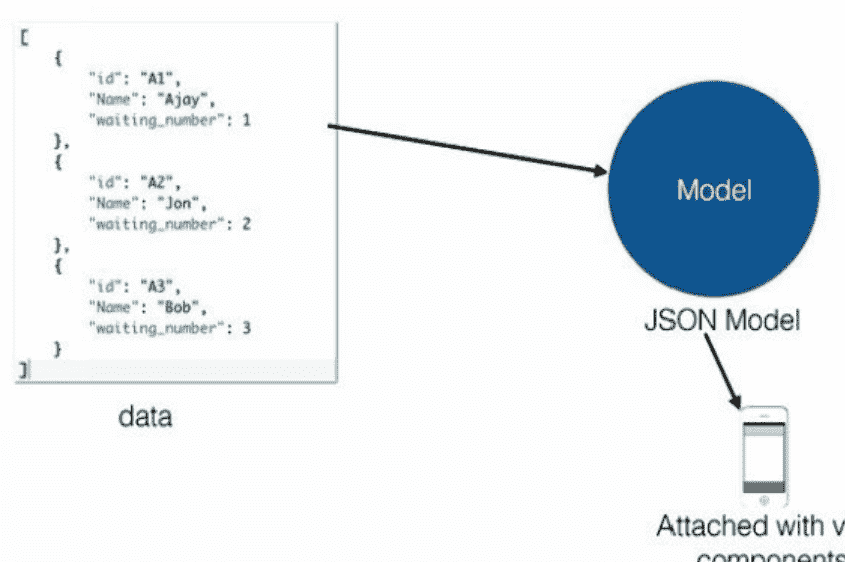 [
{
"id": "A1",
"Name": "Ajay",
"waiting_number": 1
},
{
"id": "A2",
"Name": "Jon",
"waiting_number": 2
},
{
"id": "A3",
"Name": "Bob",
"waiting_number": 3
}
]
data
Model
JSON Model
Attached with v
components